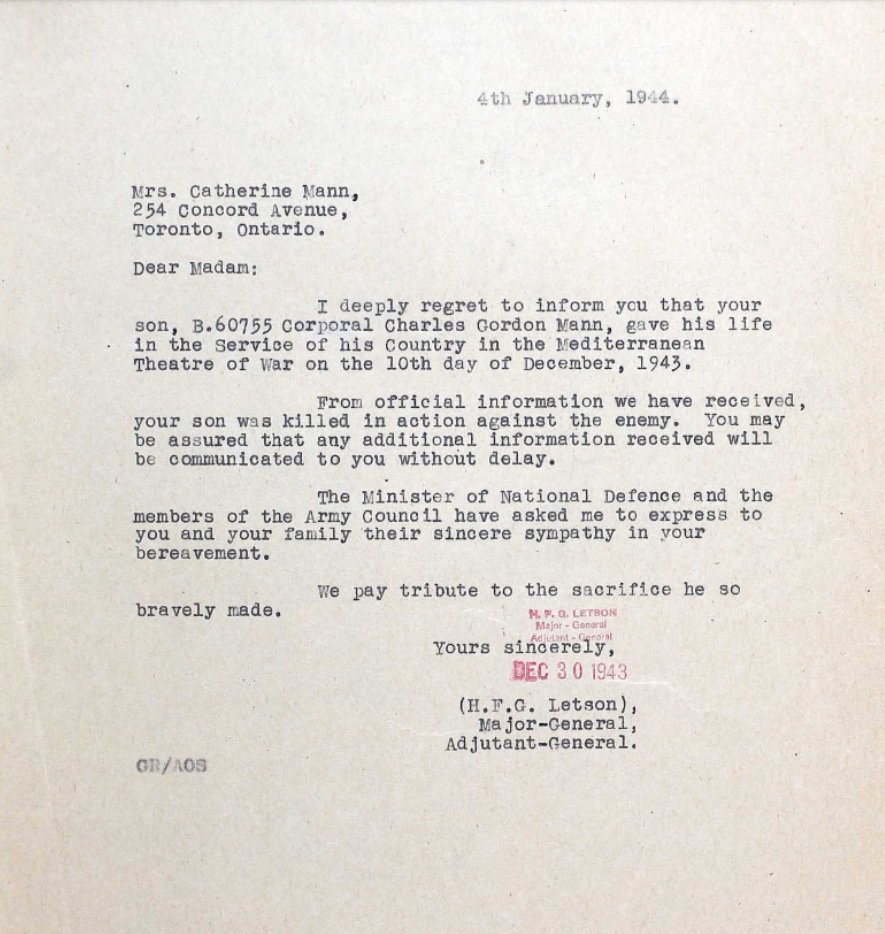 4th January, 1944.
Mrs. Catherine Mann,
254 Concord Avenue,
Toronto, Ontario.
Dear Madam:
I deeply regret to inform you that your
son, B.60755 Corporal Charles Gordon Mann, gave his life
in the Service of his Country in the Mediterranean
Theatre of War on the 10th day of December, 1943.
From official information we have received,
your son was killed in action against the enemy. You may
be assured that any additional information received will
be communicated to you without delay.
The Minister of National Defence and the
members of the Army Council have asked me to express to
you and your family their sincere sympathy in your
bereavement.
We pay tribute to the sacrifice he so
bravely made.
H. F. G. LETSON
Major - General
Adjutant - General
Yours sincerely,
DEC 30 1943
(H.F.G. Letson),
Major-General,
Adjutant-General.
GR/AOS